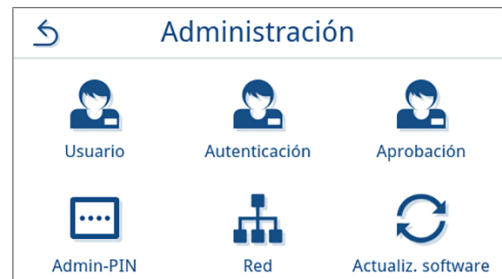 Administración
Usuario
Autenticación
Aprobación
Admin-PIN
Red
Actualiz. software